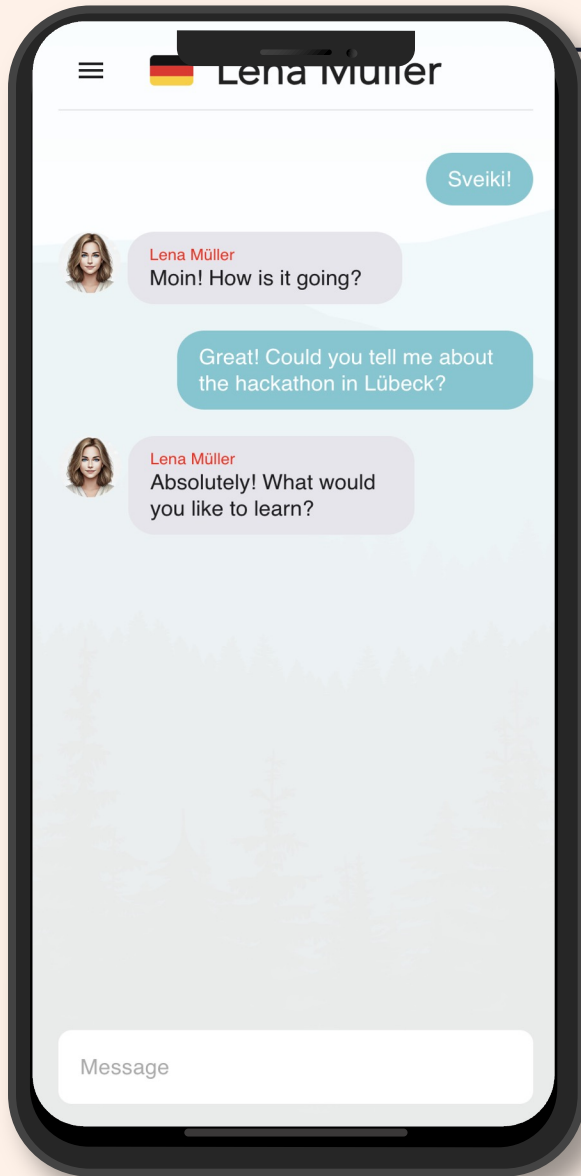 Lena Müller
Sveiki!
Lena Müller
Moin! How is it going?
Great! Could you tell me about
the hackathon in Lübeck?
Lena Müller
Absolutely! What would
you like to learn?
Message